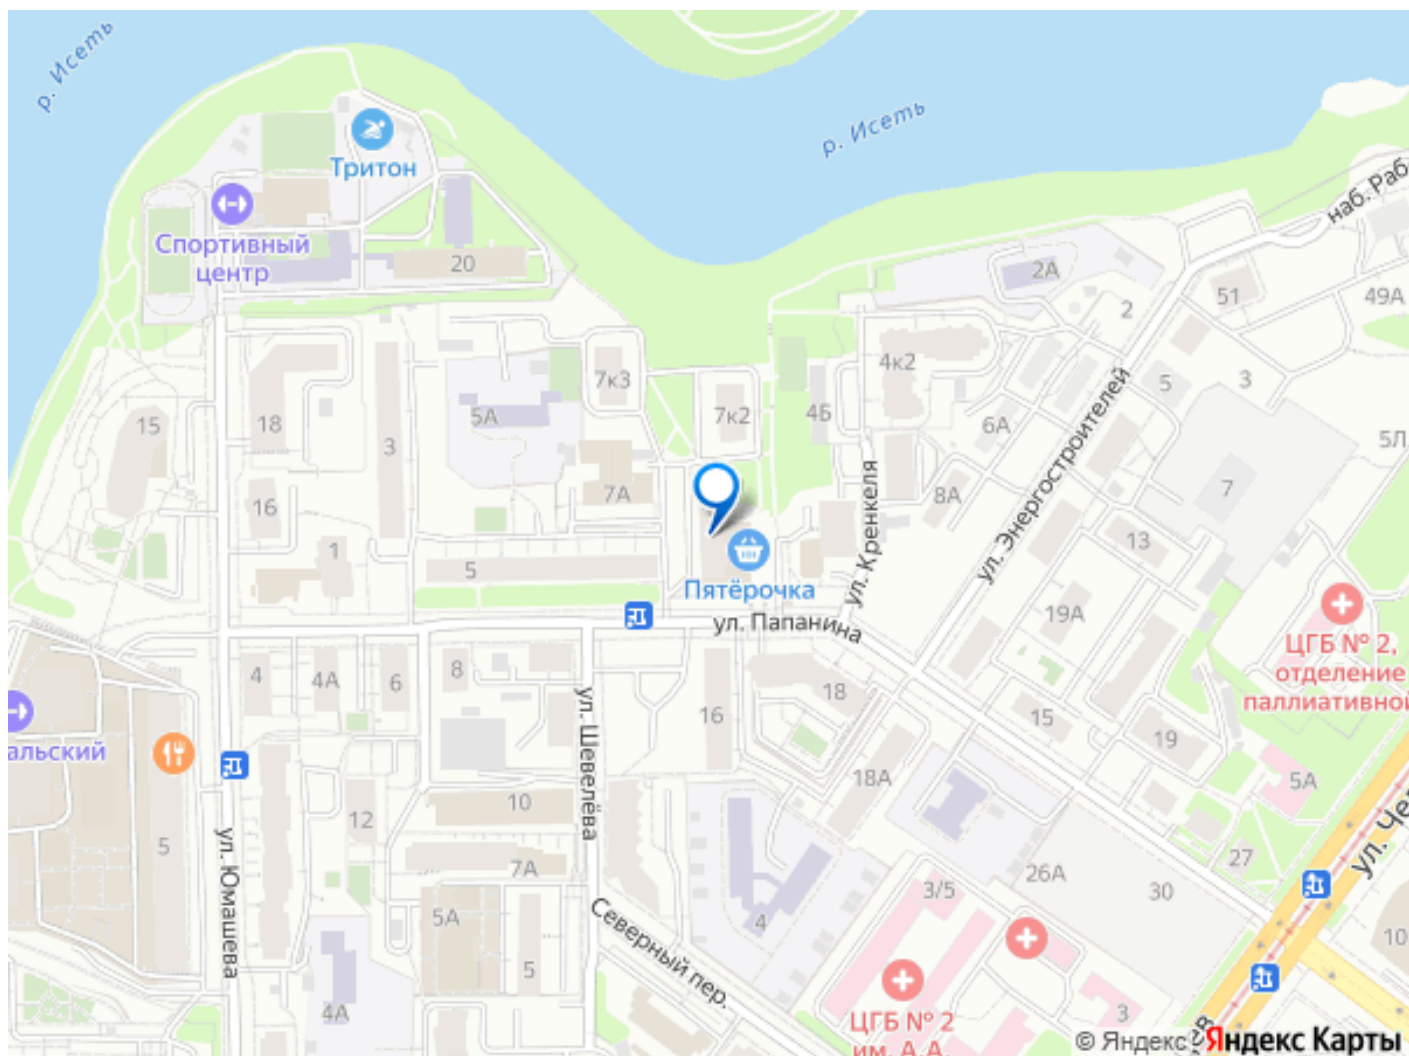 р. Исеть
Тритон
р. Исеть
наб. Раб
Спортивный
центр
20
2А
51
49А
2
4к2
7к3
5
3
15
18
3
5А
7к2
4Б
6А
5Л
ул. Энергостроителей
16
7А
8А
7
ул. Кренкеля
1
5
13
Пятёрочка
19А
ул. Папанина
ЦГБ № 2,
отделение
паллиативной
4
4А
6
8
18
16
15
19
альский
ул. Шевелёва
18А
5А
10
12
5
7А
27
ул. Че
ул. Юмашева
26А
3/5
30
5А
4
Северный пер.
10
5
4А
3
ЦГБ № 2
им. А.А.
ев
© Яндекс
Яндекс Карты